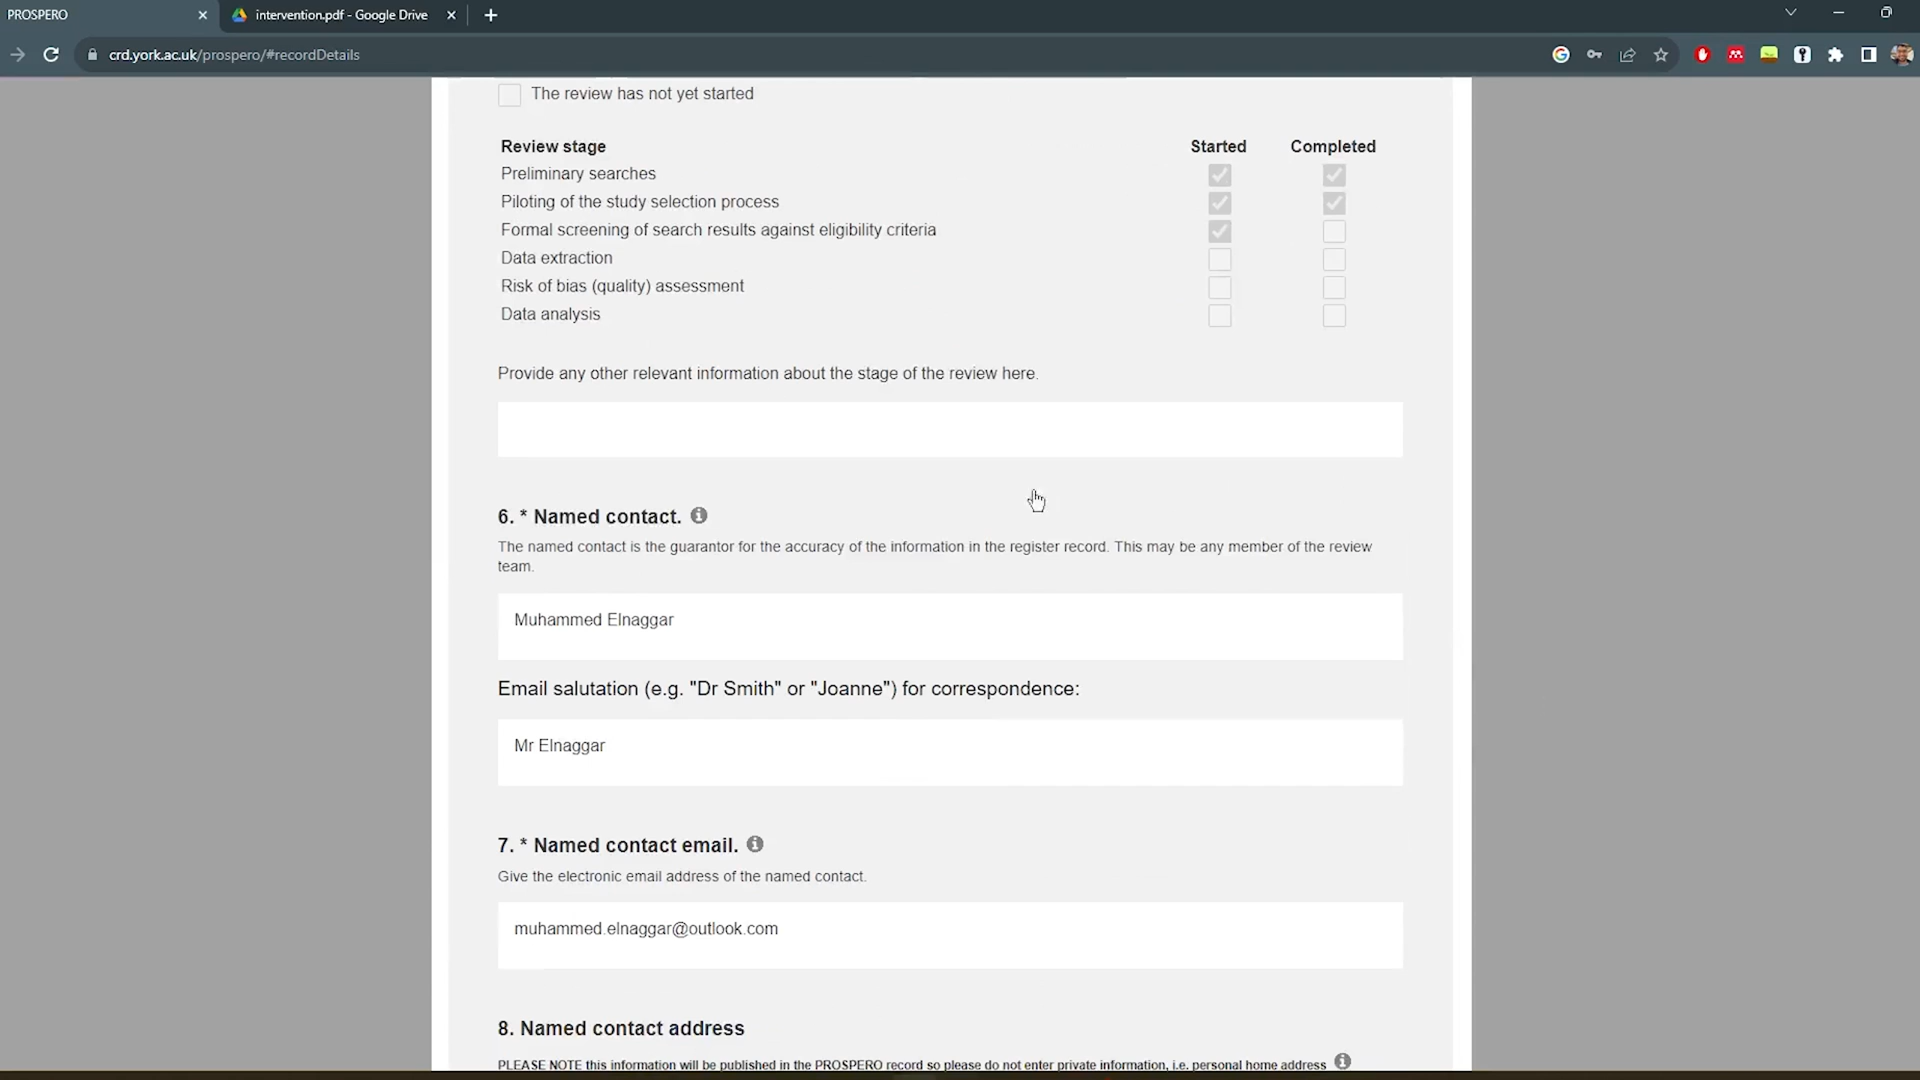 PROSPERO
intervention.pdf - Google Drive
crd.york.ac.uk/prospero/#recordDetails
The review has not yet started
Review stage Started Completed
Preliminary searches
Piloting of the study selection process
Formal screening of search results against eligibility criteria
Data extraction
Risk of bias (quality) assessment
Data analysis
Provide any other relevant information about the stage of the review here.
6. * Named contact.
The named contact is the guarantor for the accuracy of the information in the register record. This may be any member of the review
team.
Muhammed Elnaggar
Email salutation (e.g. "Dr Smith" or "Joanne") for correspondence:
Mr Elnaggar
7. * Named contact email.
Give the electronic email address of the named contact.
muhammed.elnaggar@outlook.com
8. Named contact address
PLEASE NOTE this information will be published in the PROSPERO record so please do not enter private information, i.e. personal home address